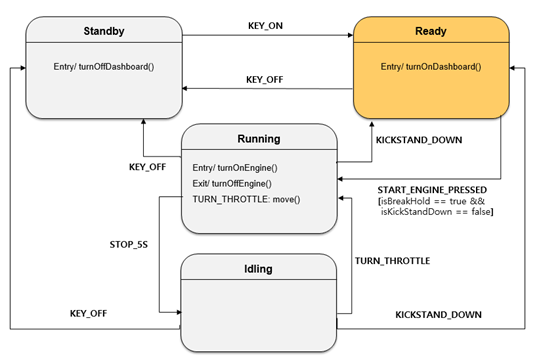 Standby
Entry/ turnOffDashboard()
KEY_ON
KEY_OFF
Ready
Entry/ turnOnDashboard()
Running
Entry/ turnOnEngine()
Exit/ turnOffEngine()
TURN_THROTTLE: move()
KEY_OFF
KICKSTAND_DOWN
START_ENGINE_PRESSED
[isBreakHold == true &&
isKickStandDown == false]
STOP_5S
TURN_THROTTLE
Idling
KEY_OFF
KICKSTAND_DOWN